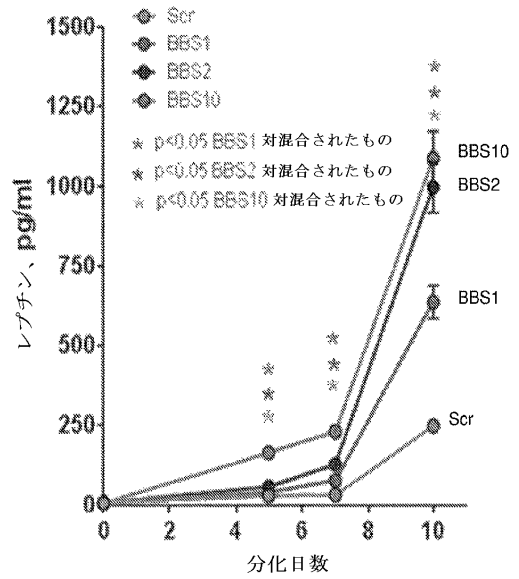 Scr
BBS1
BBS2
BBS10
* p<0.05 BBS1 対混合されたもの
* p<0.05 BBS2 対混合されたもの
* p<0.05 BBS10 対混合されたもの
レプチン、pg/ml
1500
1250
1000
750
500
250
0
BBS10
BBS2
BBS1
Scr
0 2 4 6 8 10
分化日数